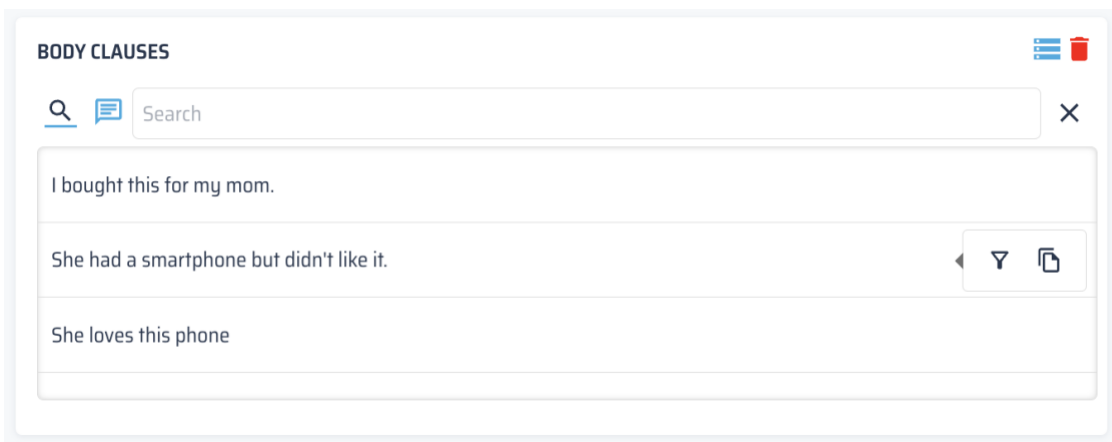 BODY CLAUSES
Search
I bought this for my mom.
She had a smartphone but didn't like it.
She loves this phone